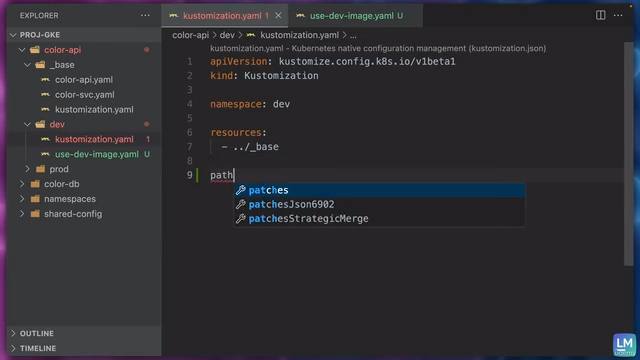 EXPLORER
kustomization.yaml 1
use-dev-image.yaml U
color-api > dev > kustomization.yaml > ...
PROJ-GKE
color-api
_base
color-api.yaml
color-svc.yaml
kustomization.yaml
dev
kustomization.yaml 1
use-dev-image.yaml U
prod
color-db
namespaces
shared-config
OUTLINE
TIMELINE
kustomization.yaml - Kubernetes native configuration management (kustomization.json)
1 apiVersion: kustomize.config.k8s.io/v1beta1
2 kind: Kustomization
3
4 namespace: dev
5
6 resources:
7 - ../_base
8
9 path
patches
patchesJson6902
patchesStrategicMerge
LM